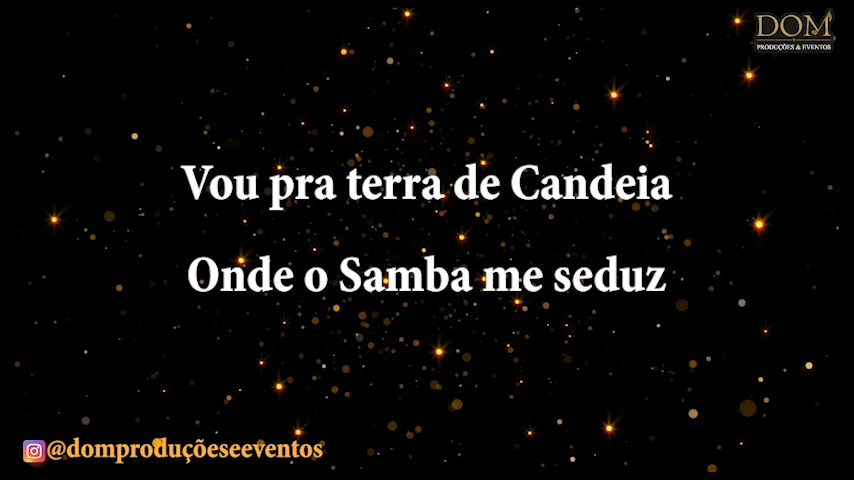 DOM
PRODUÇÕES & EVENTOS
Vou pra terra de Candeia
Onde o Samba me seduz
@domproduçõeseeventos